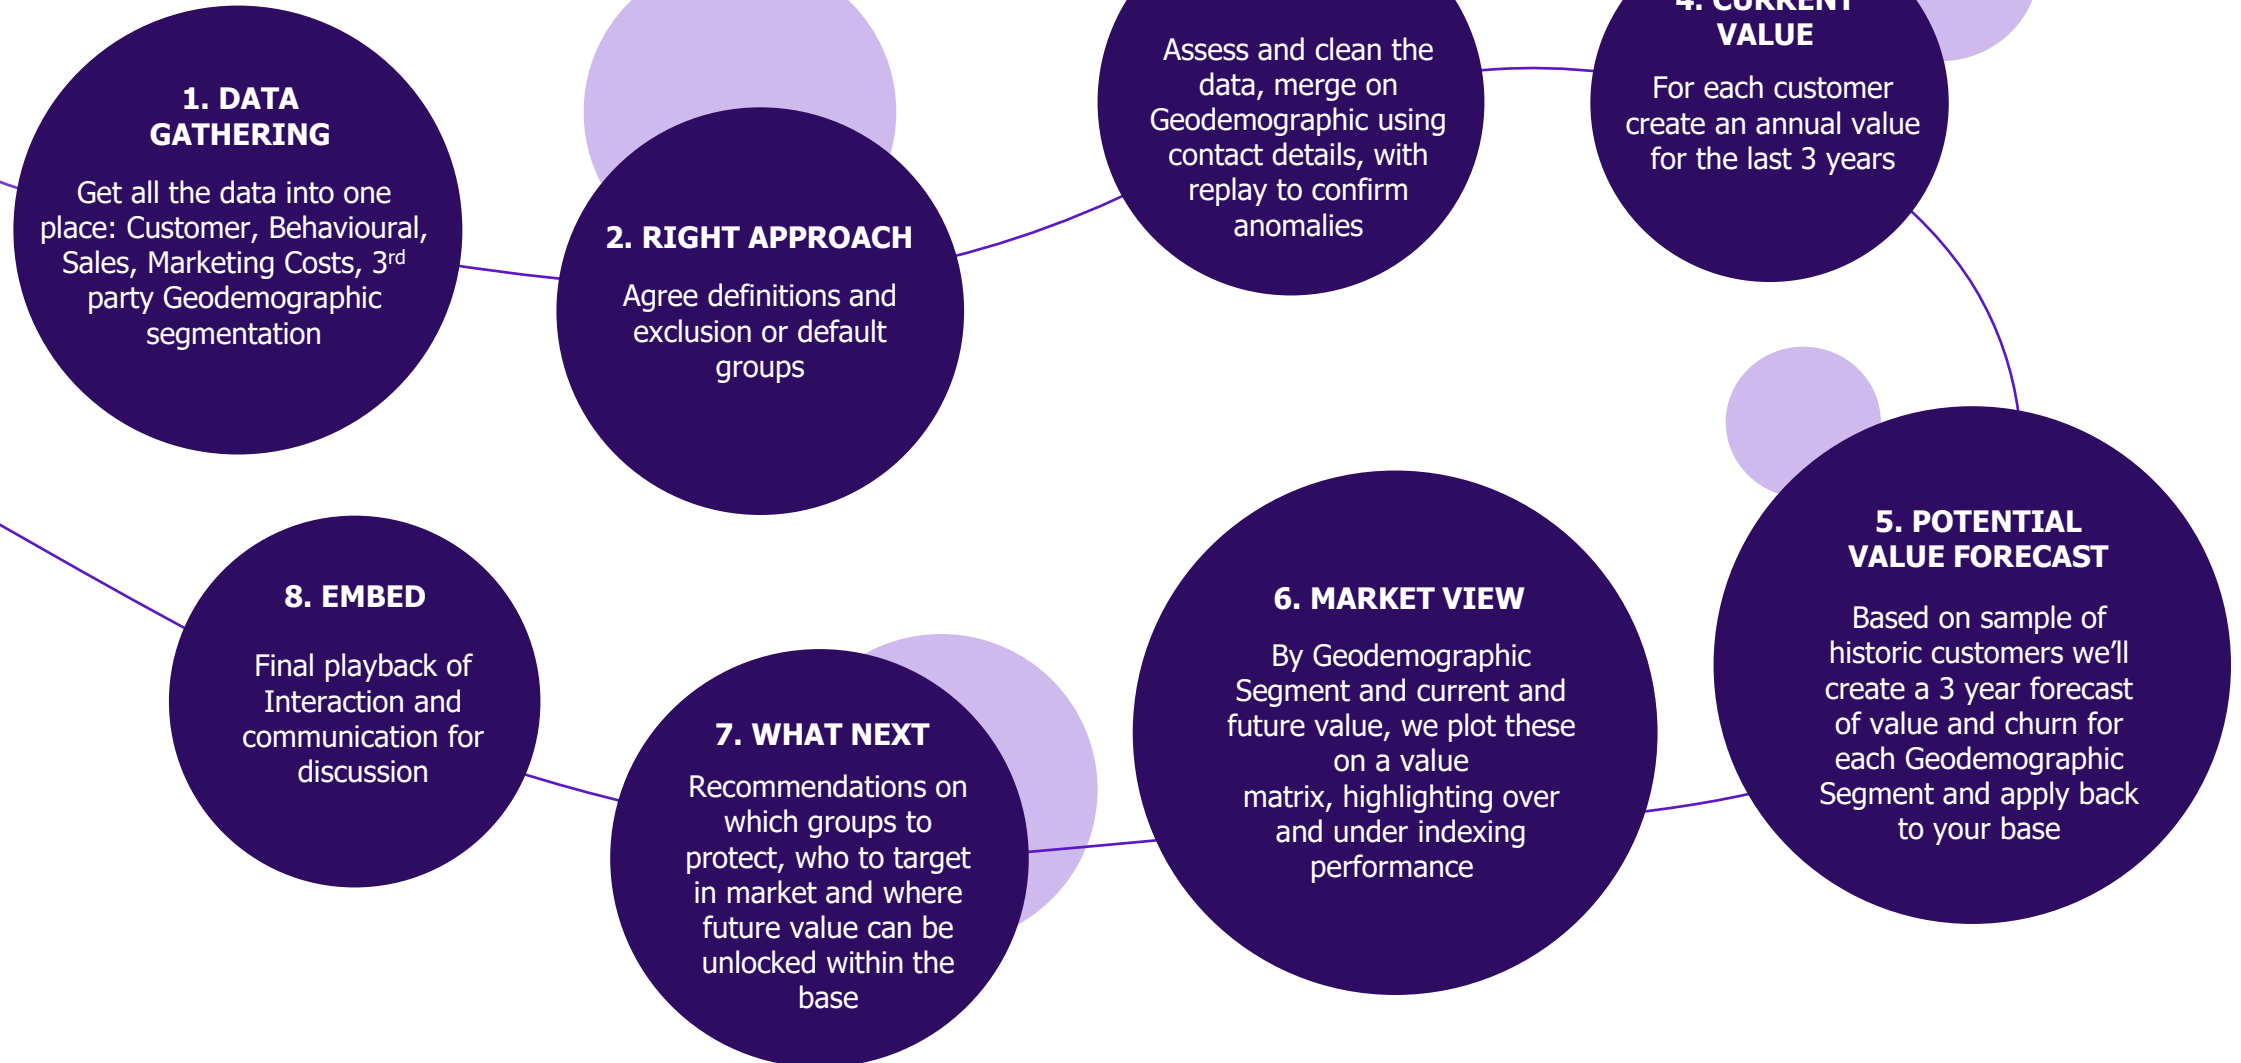 1. DATA
GATHERING
Get all the data into one
place: Customer, Behavioural,
Sales, Marketing Costs, 3rd
party Geodemographic
segmentation
2. RIGHT APPROACH
Agree definitions and
exclusion or default
groups
Assess and clean the
data, merge on
Geodemographic using
contact details, with
replay to confirm
anomalies
4. CURRENT
VALUE
For each customer
create an annual value
for the last 3 years
5. POTENTIAL
VALUE FORECAST
Based on sample of
historic customers we’ll
create a 3 year forecast
of value and churn for
each Geodemographic
Segment and apply back
to your base
6. MARKET VIEW
By Geodemographic
Segment and current and
future value, we plot these
on a value
matrix, highlighting over
and under indexing
performance
7. WHAT NEXT
Recommendations on
which groups to
protect, who to target
in market and where
future value can be
unlocked within the
base
8. EMBED
Final playback of
Interaction and
communication for
discussion